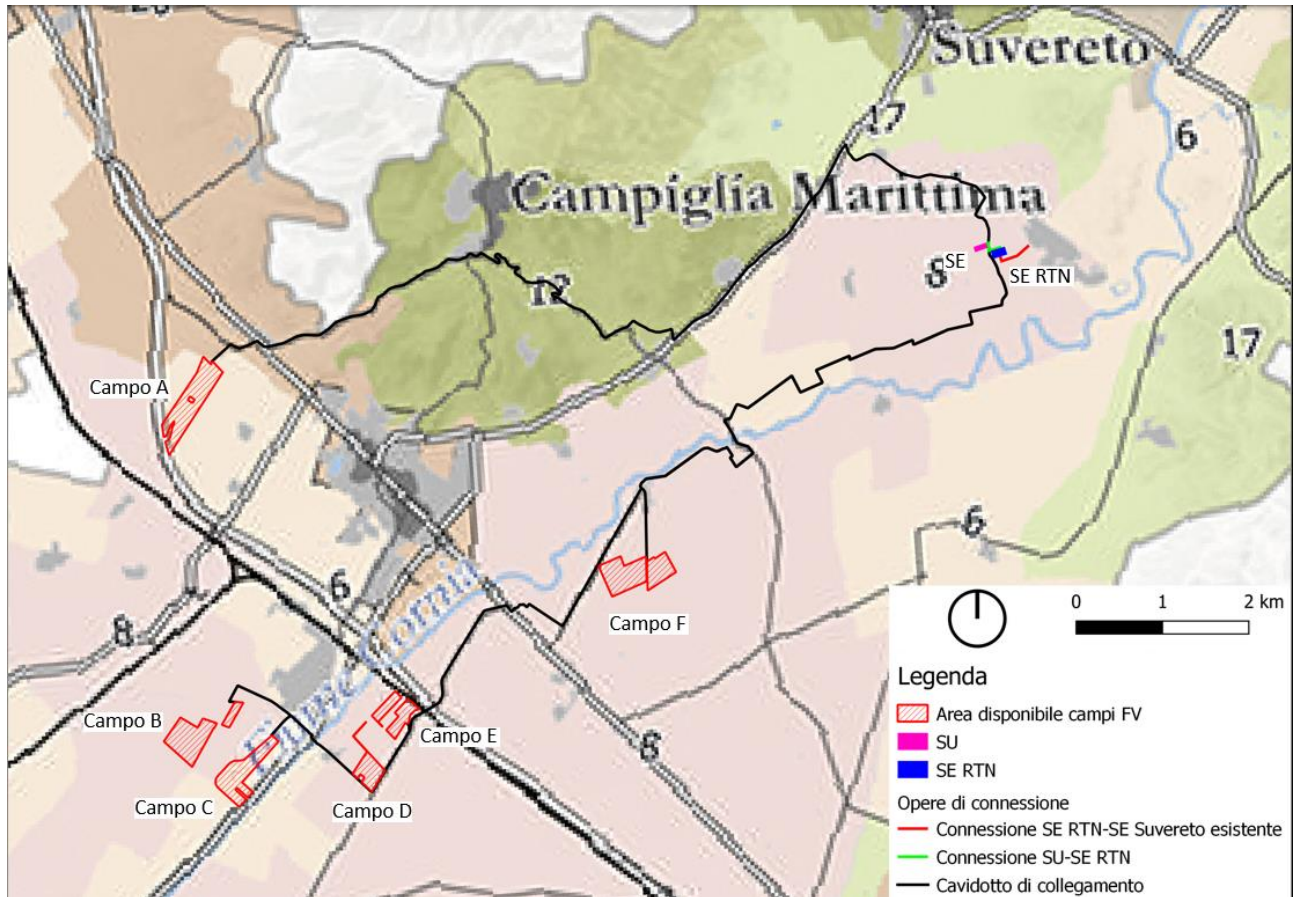 Suvereto
17
6
Campiglia Marittima
SE
8
SE RTN
12
17
Campo A
6
6
8
Fiume Cornia
Campo F
Campo B
Campo E
6
Campo C
Campo D
0 1 2 km
Legenda
Area disponibile campi FV
SU
SE RTN
Opere di connessione
Connessione SE RTN-SE Suvereto esistente
Connessione SU-SE RTN
Cavidotto di collegamento